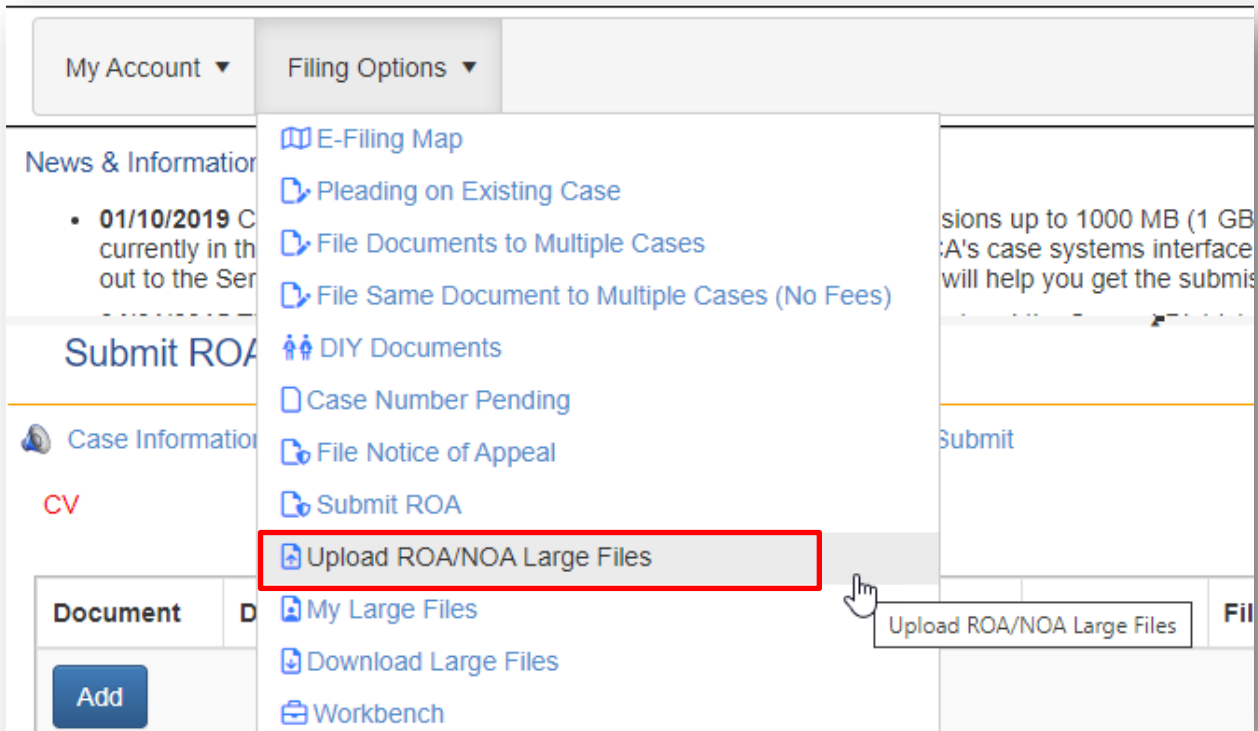 My Account ▼ Filing Options ▼
E-Filing Map
News & Information
Pleading on Existing Case
01/10/2019 C sions up to 1000 MB (1 GB
File Documents to Multiple Cases
currently in th A's case systems interface
out to the Ser will help you get the submis
File Same Document to Multiple Cases (No Fees)
Submit ROA
DIY Documents
Case Number Pending
Case Information Submit
File Notice of Appeal
CV
Submit ROA
Upload ROA/NOA Large Files
Document D Fil
My Large Files
Upload ROA/NOA Large Files
Download Large Files
Add
Workbench